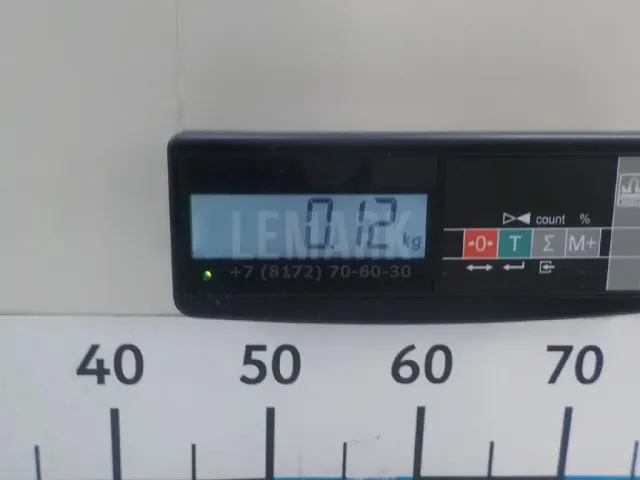 0.12 kg
LEMARK
+7 (8172) 70-60-30
count %
→0← T Σ M+
40 50 60 70